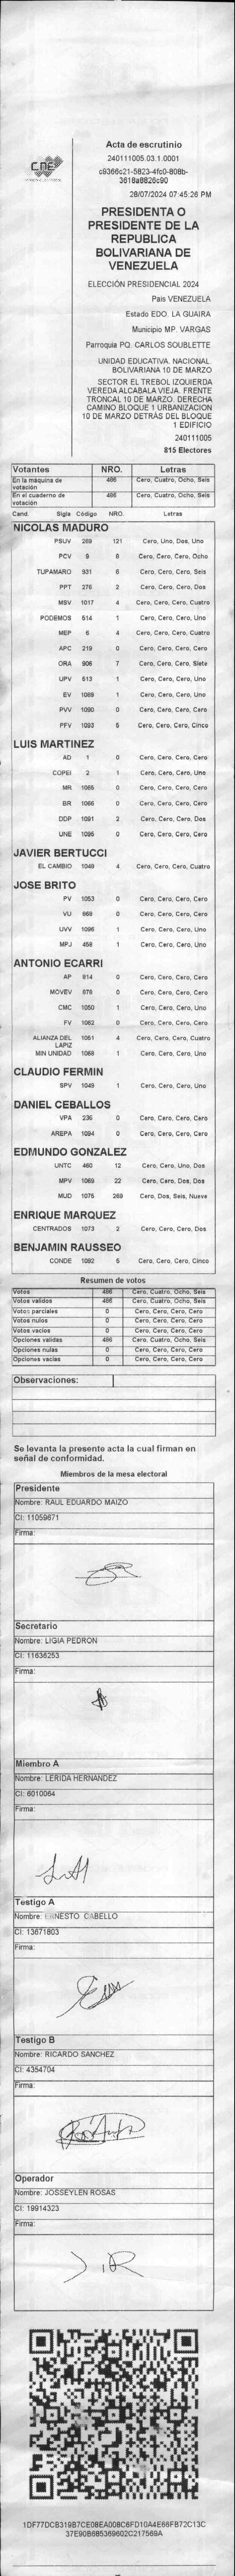 CNE
Acta de escrutinio
240111005.03.1.0001
c9366c21-5823-4fc0-808b-
3618a8826c90
28/07/2024 07:45:26 PM
PRESIDENTA O
PRESIDENTE DE LA
REPUBLICA
BOLIVARIANA DE
VENEZUELA
ELECCIÓN PRESIDENCIAL 2024
Pais VENEZUELA
Estado EDO. LA GUAIRA
Municipio MP. VARGAS
Parroquia PQ. CARLOS SOUBLETTE
UNIDAD EDUCATIVA. NACIONAL.
BOLIVARIANA 10 DE MARZO
SECTOR EL TREBOL IZQUIERDA
VEREDA ALCABALA VIEJA. FRENTE
TRONCAL 10 DE MARZO. DERECHA
CAMINO BLOQUE 1 URBANIZACION
10 DE MARZO DETRÁS DEL BLOQUE
1 EDIFICIO
240111005
815 Electores
Votantes NRO. Letras
En la máquina de votación 486 Cero, Cuatro, Ocho, Seis
En el cuaderno de votación 486 Cero, Cuatro, Ocho, Seis
Cand. Sigla Código NRO. Letras
NICOLAS MADURO
PSUV 289 121 Cero, Uno, Dos, Uno
PCV 9 8 Cero, Cero, Cero, Ocho
TUPAMARO 931 6 Cero, Cero, Cero, Seis
PPT 276 2 Cero, Cero, Cero, Dos
MSV 1017 4 Cero, Cero, Cero, Cuatro
PODEMOS 514 1 Cero, Cero, Cero, Uno
MEP 6 4 Cero, Cero, Cero, Cuatro
APC 219 0 Cero, Cero, Cero, Cero
ORA 906 7 Cero, Cero, Cero, Siete
UPV 513 1 Cero, Cero, Cero, Uno
EV 1089 1 Cero, Cero, Cero, Uno
PVV 1090 0 Cero, Cero, Cero, Cero
PFV 1093 5 Cero, Cero, Cero, Cinco
LUIS MARTINEZ
AD 1 0 Cero, Cero, Cero, Cero
COPEI 2 1 Cero, Cero, Cero, Uno
MR 1065 0 Cero, Cero, Cero, Cero
BR 1066 0 Cero, Cero, Cero, Cero
DDP 1091 2 Cero, Cero, Cero, Dos
UNE 1095 0 Cero, Cero, Cero, Cero
JAVIER BERTUCCI
EL CAMBIO 1048 4 Cero, Cero, Cero, Cuatro
JOSE BRITO
PV 1053 0 Cero, Cero, Cero, Cero
VU 868 0 Cero, Cero, Cero, Cero
UVV 1096 1 Cero, Cero, Cero, Uno
MPJ 458 1 Cero, Cero, Cero, Uno
ANTONIO ECARRI
AP 814 0 Cero, Cero, Cero, Cero
MOVEV 878 0 Cero, Cero, Cero, Cero
CMC 1050 1 Cero, Cero, Cero, Uno
FV 1062 0 Cero, Cero, Cero, Cero
ALIANZA DEL LAPIZ 1051 4 Cero, Cero, Cero, Cuatro
MIN UNIDAD 1068 1 Cero, Cero, Cero, Uno
CLAUDIO FERMIN
SPV 1049 1 Cero, Cero, Cero, Uno
DANIEL CEBALLOS
VPA 236 0 Cero, Cero, Cero, Cero
AREPA 1094 0 Cero, Cero, Cero, Cero
EDMUNDO GONZALEZ
UNTC 460 12 Cero, Cero, Uno, Dos
MPV 1069 22 Cero, Cero, Dos, Dos
MUD 1075 269 Cero, Dos, Seis, Nueve
ENRIQUE MARQUEZ
CENTRADOS 1073 2 Cero, Cero, Cero, Dos
BENJAMIN RAUSSEO
CONDE 1092 5 Cero, Cero, Cero, Cinco
Resumen de votos
Votos 486 Cero, Cuatro, Ocho, Seis
Votos validos 486 Cero, Cuatro, Ocho, Seis
Votos parciales 0 Cero, Cero, Cero, Cero
Votos nulos 0 Cero, Cero, Cero, Cero
Votos vacios 0 Cero, Cero, Cero, Cero
Opciones validas 486 Cero, Cuatro, Ocho, Seis
Opciones nulas 0 Cero, Cero, Cero, Cero
Opciones vacias 0 Cero, Cero, Cero, Cero
Observaciones:
Se levanta la presente acta la cual firman en
señal de conformidad.
Miembros de la mesa electoral
Presidente
Nombre: RAUL EDUARDO MAIZO
CI: 11059671
Firma:
Secretario
Nombre: LIGIA PEDRON
CI: 11636253
Firma:
Miembro A
Nombre: LERIDA HERNANDEZ
CI: 6010064
Firma:
Testigo A
Nombre: ERNESTO CABELLO
CI: 13671803
Firma:
Testigo B
Nombre: RICARDO SANCHEZ
CI: 4354704
Firma:
Operador
Nombre: JOSSEYLEN ROSAS
CI: 19914323
Firma:
1DF77DCB319B7CE08EA008C6FD10A4E66FB72C13C
37E90B6B5369602C217569A